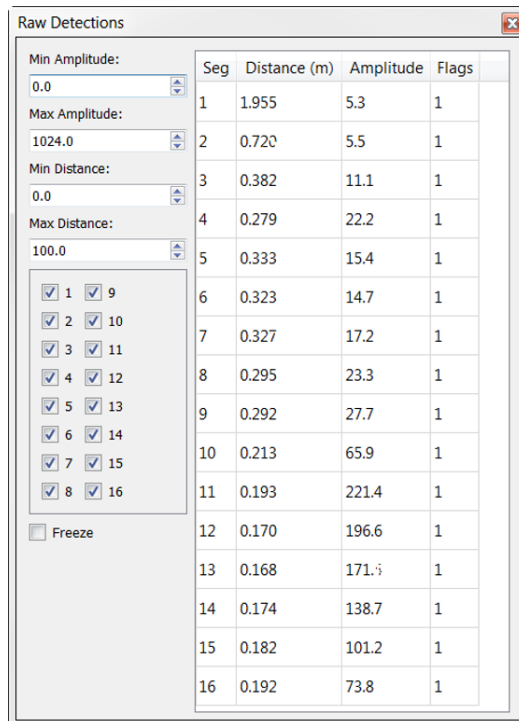 Raw Detections
Min Amplitude:
0.0
Max Amplitude:
1024.0
Min Distance:
0.0
Max Distance:
100.0
1 9
2 10
3 11
4 12
5 13
6 14
7 15
8 16
Freeze
Seg Distance (m) Amplitude Flags
1 1.955 5.3 1
2 5.5 1
3 0.382 11.1 1
4 0.279 22.2 1
5 0.333 15.4 1
6 0.323 14.7 1
7 0.327 17.2 1
8 0.295 23.3 1
9 0.292 27.7 1
10 0.213 65.9 1
11 0.193 221.4 1
12 0.170 196.6 1
13 0.168 1
14 0.174 138.7 1
15 0.182 101.2 1
16 0.192 73.8 1